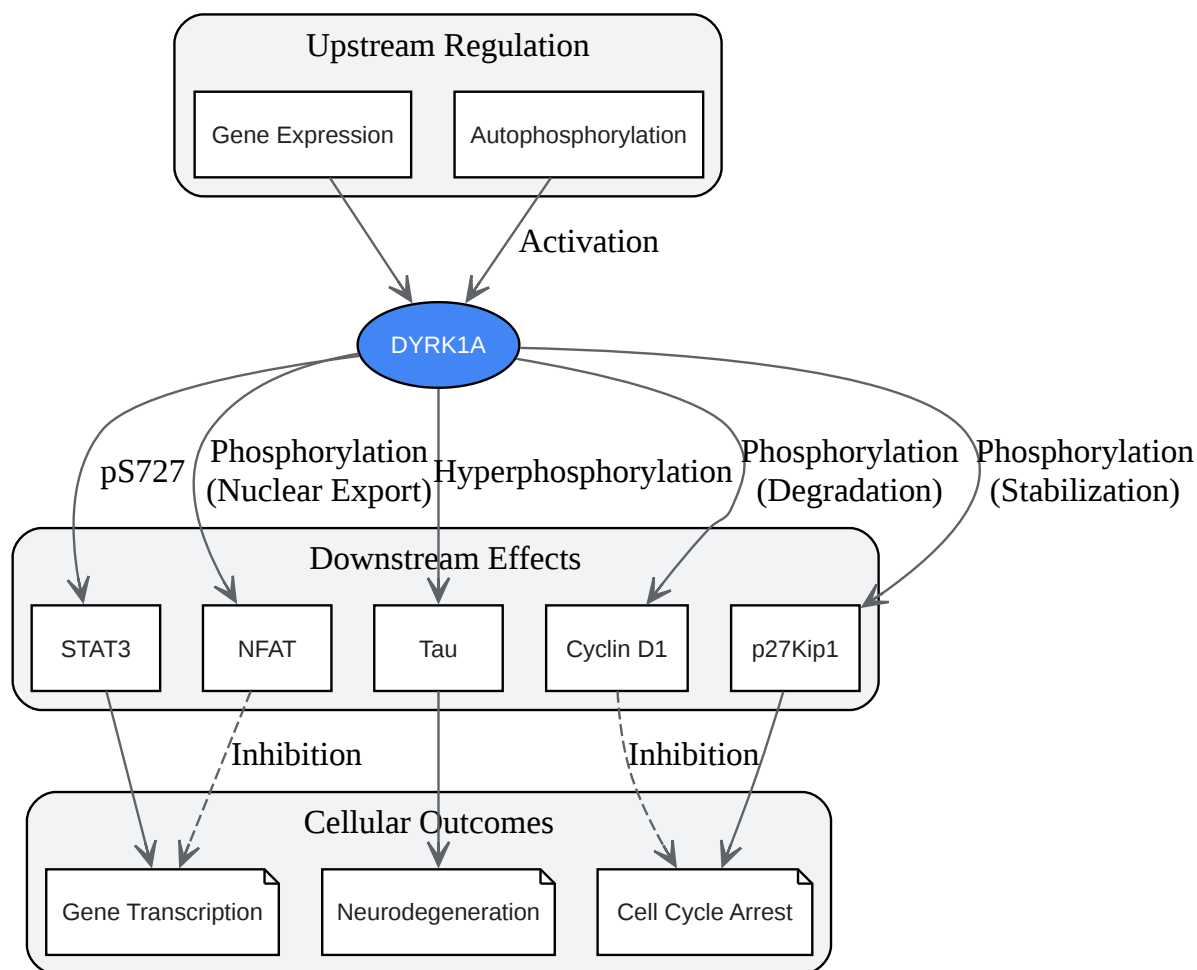 Upstream Regulation
Gene Expression
Autophosphorylation
Activation
DYRK1A
pS727
Phosphorylation
(Nuclear Export)
Hyperphosphorylation
Phosphorylation
(Degradation)
Phosphorylation
(Stabilization)
Downstream Effects
STAT3
NFAT
Tau
Cyclin D1
p27Kip1
Inhibition
Inhibition
Cellular Outcomes
Gene Transcription
Neurodegeneration
Cell Cycle Arrest